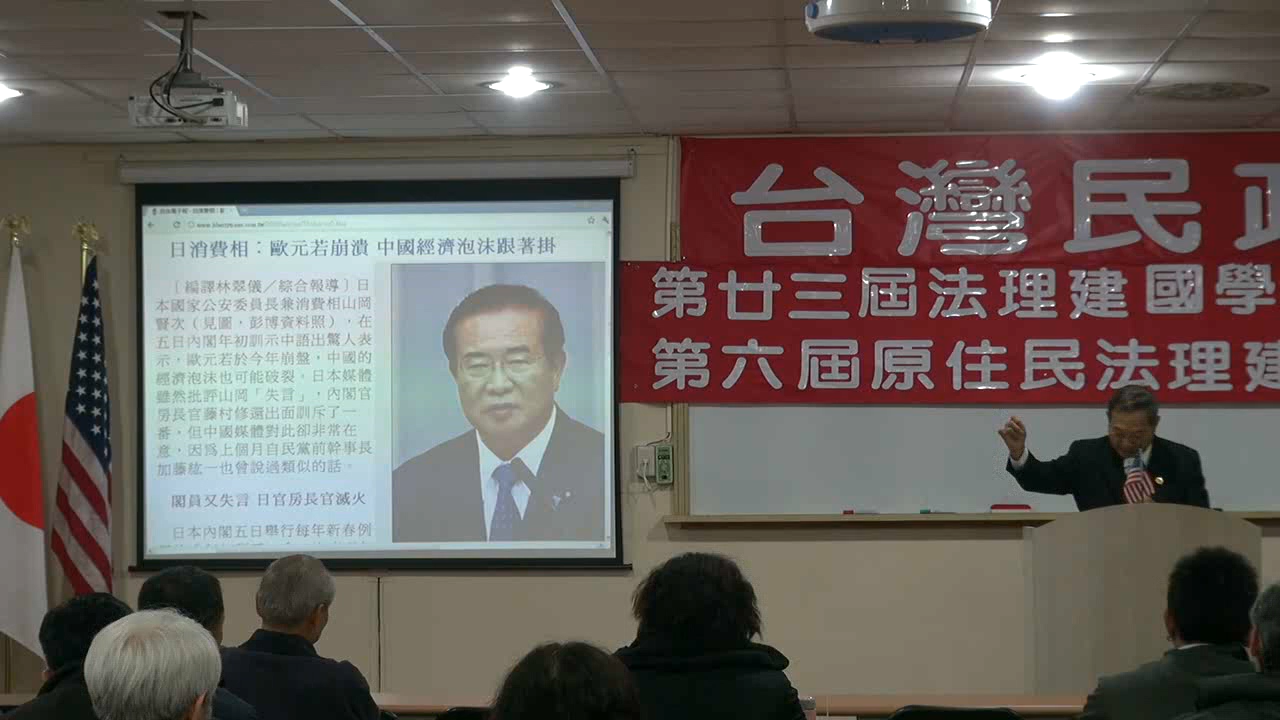 日消費相：歐元若崩潰 中國經濟泡沫跟著掛
〔編譯林翠儀／綜合報導〕日
本國家公安委員長兼消費相山岡
賢次（見圖，彭博資料照），在
五日內閣年初訓示中語出驚人表
示，歐元若於今年崩盤，中國的
經濟泡沫也可能破裂。日本媒體
雖然批評山岡「失言」，內閣官
房長官藤村修還出面訓斥了一
番，但中國媒體對此卻非常在
意，因為上個月自民黨前幹事長
加藤紘一也曾說過類似的話。
閣員又失言 日官房長官滅火
日本內閣五日舉行每年新春例
台灣民政
第廿三屆法理建國學
第六屆原住民法理建